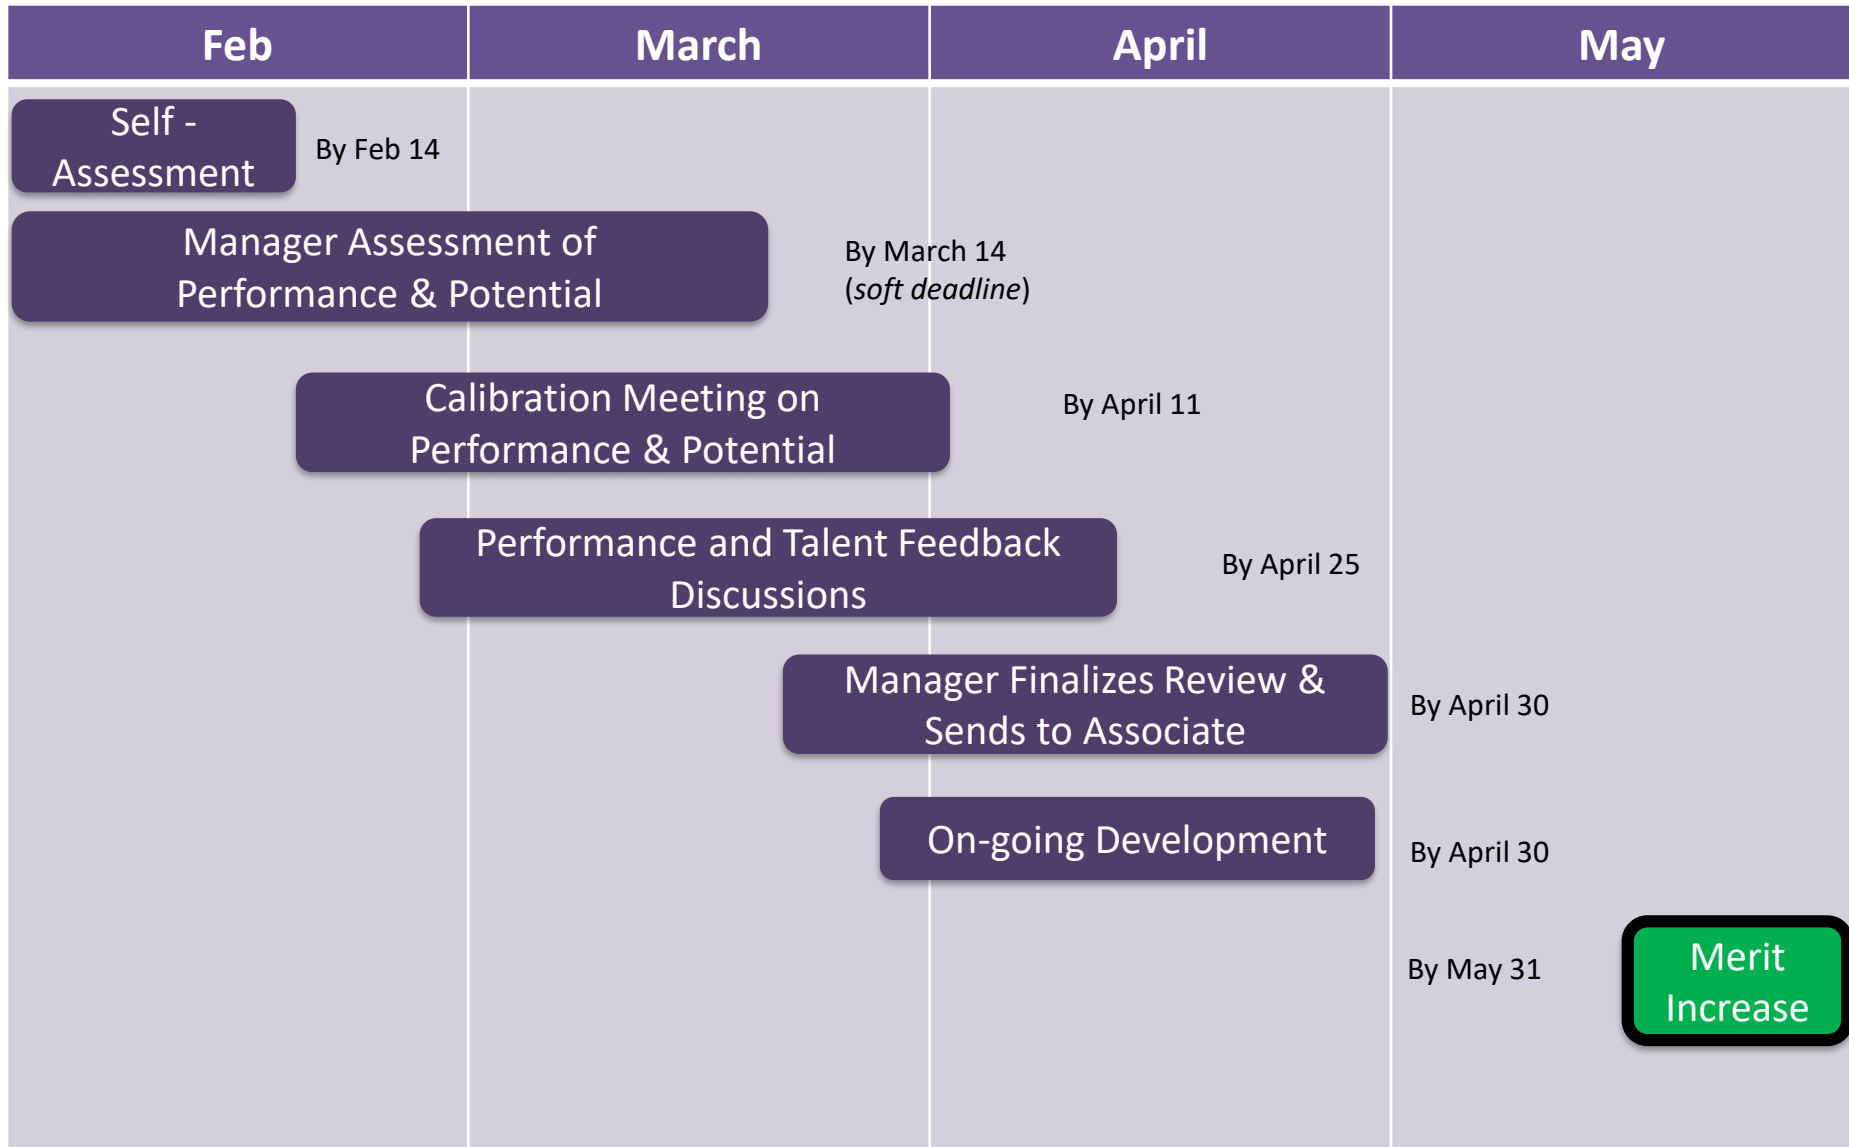 Feb
March
April
May
Self -
Assessment
By Feb 14
Manager Assessment of
Performance & Potential
By March 14
(soft deadline)
Calibration Meeting on
Performance & Potential
By April 11
Performance and Talent Feedback
Discussions
By April 25
Manager Finalizes Review &
Sends to Associate
By April 30
On-going Development
By April 30
By May 31
Merit
Increase